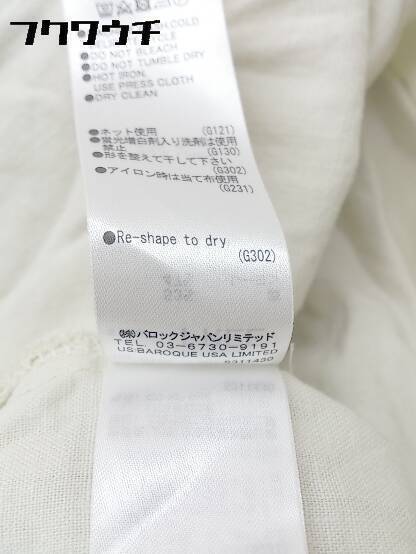 フクウウチ
COLD
DO NOT BLEACH
DO NOT TUMBLE DRY
HOT IRON.
USE PRESS CLOTH
DRY CLEAN
●ネット使用 (G121)
●蛍光増白剤入り洗剤は使用
禁止 (G130)
●形を整えて干して下さい
(G302)
●アイロン時は当て布使用
(G231)
●Re-shape to dry
(G302)
(株)バロックジャパンリミテッド
TEL. 03-6730-9191
US:BAROQUE USA LIMITED